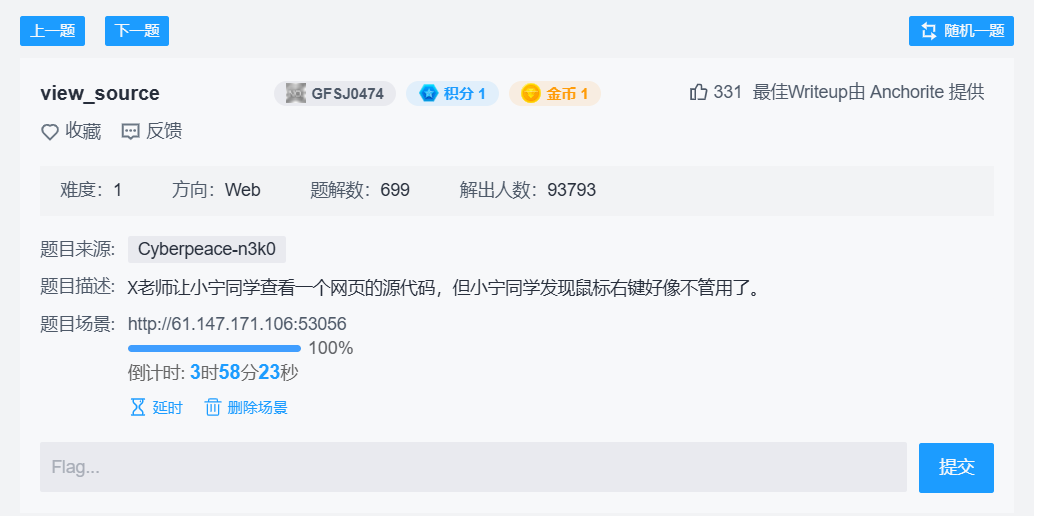 上一题 下一题 随机一题
view_source GFSJ0474 积分 1 金币 1 331 最佳Writeup由 Anchorite 提供
收藏 反馈
难度：1 方向：Web 题解数：699 解出人数：93793
题目来源: Cyberpeace-n3k0
题目描述: X老师让小宁同学查看一个网页的源代码，但小宁同学发现鼠标右键好像不管用了。
题目场景: http://61.147.171.106:53056
100%
倒计时: 3时58分23秒
延时 删除场景
Flag... 提交